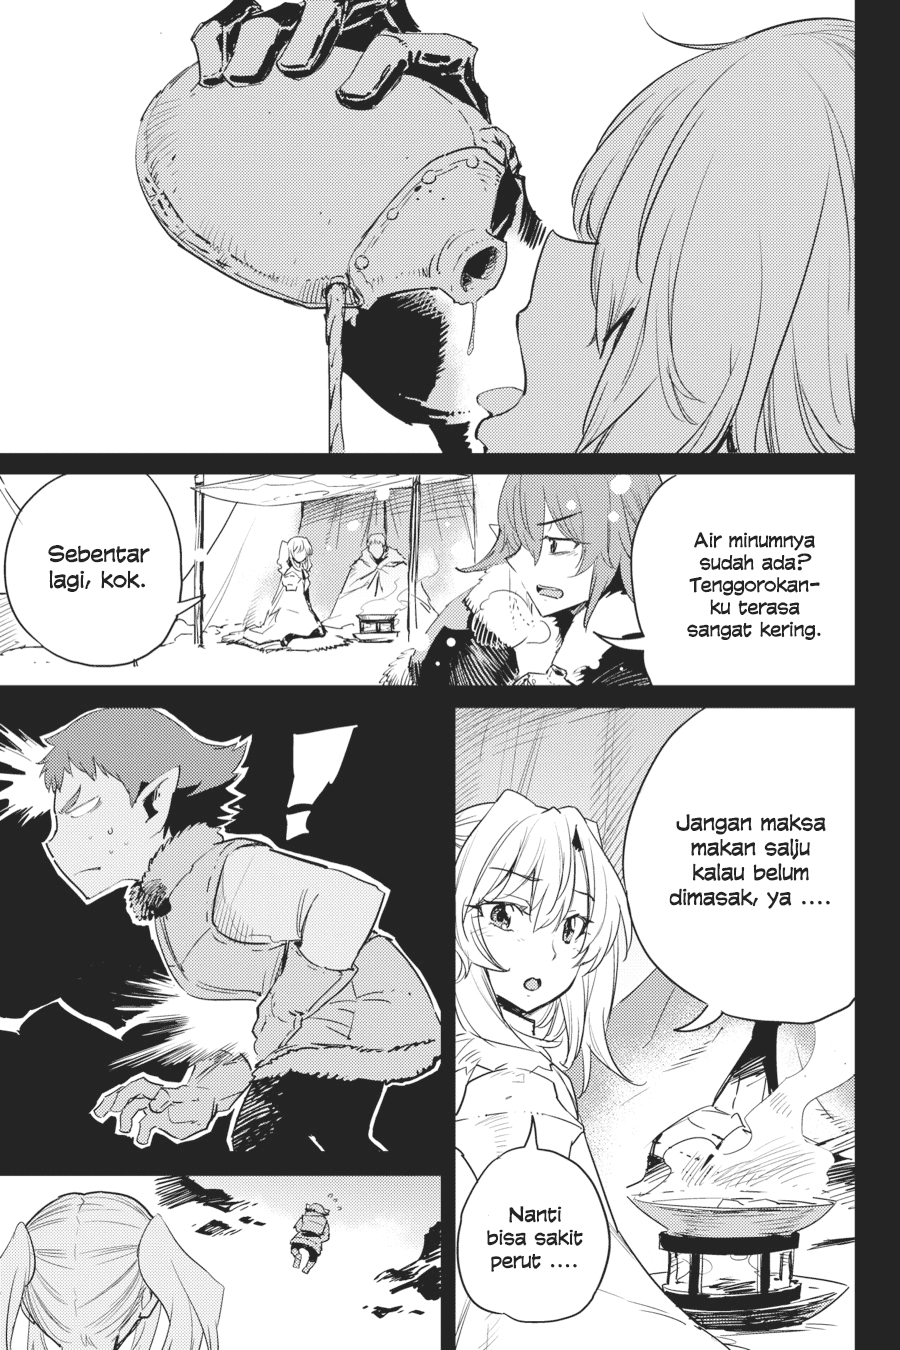 Air minumnya
sudah ada?
Tenggorokan-
ku terasa
sangat kering.
Sebentar
lagi, kok.
Jangan maksa
makan salju
kalau belum
dimasak, ya ....
Nanti
bisa sakit
perut ....
!